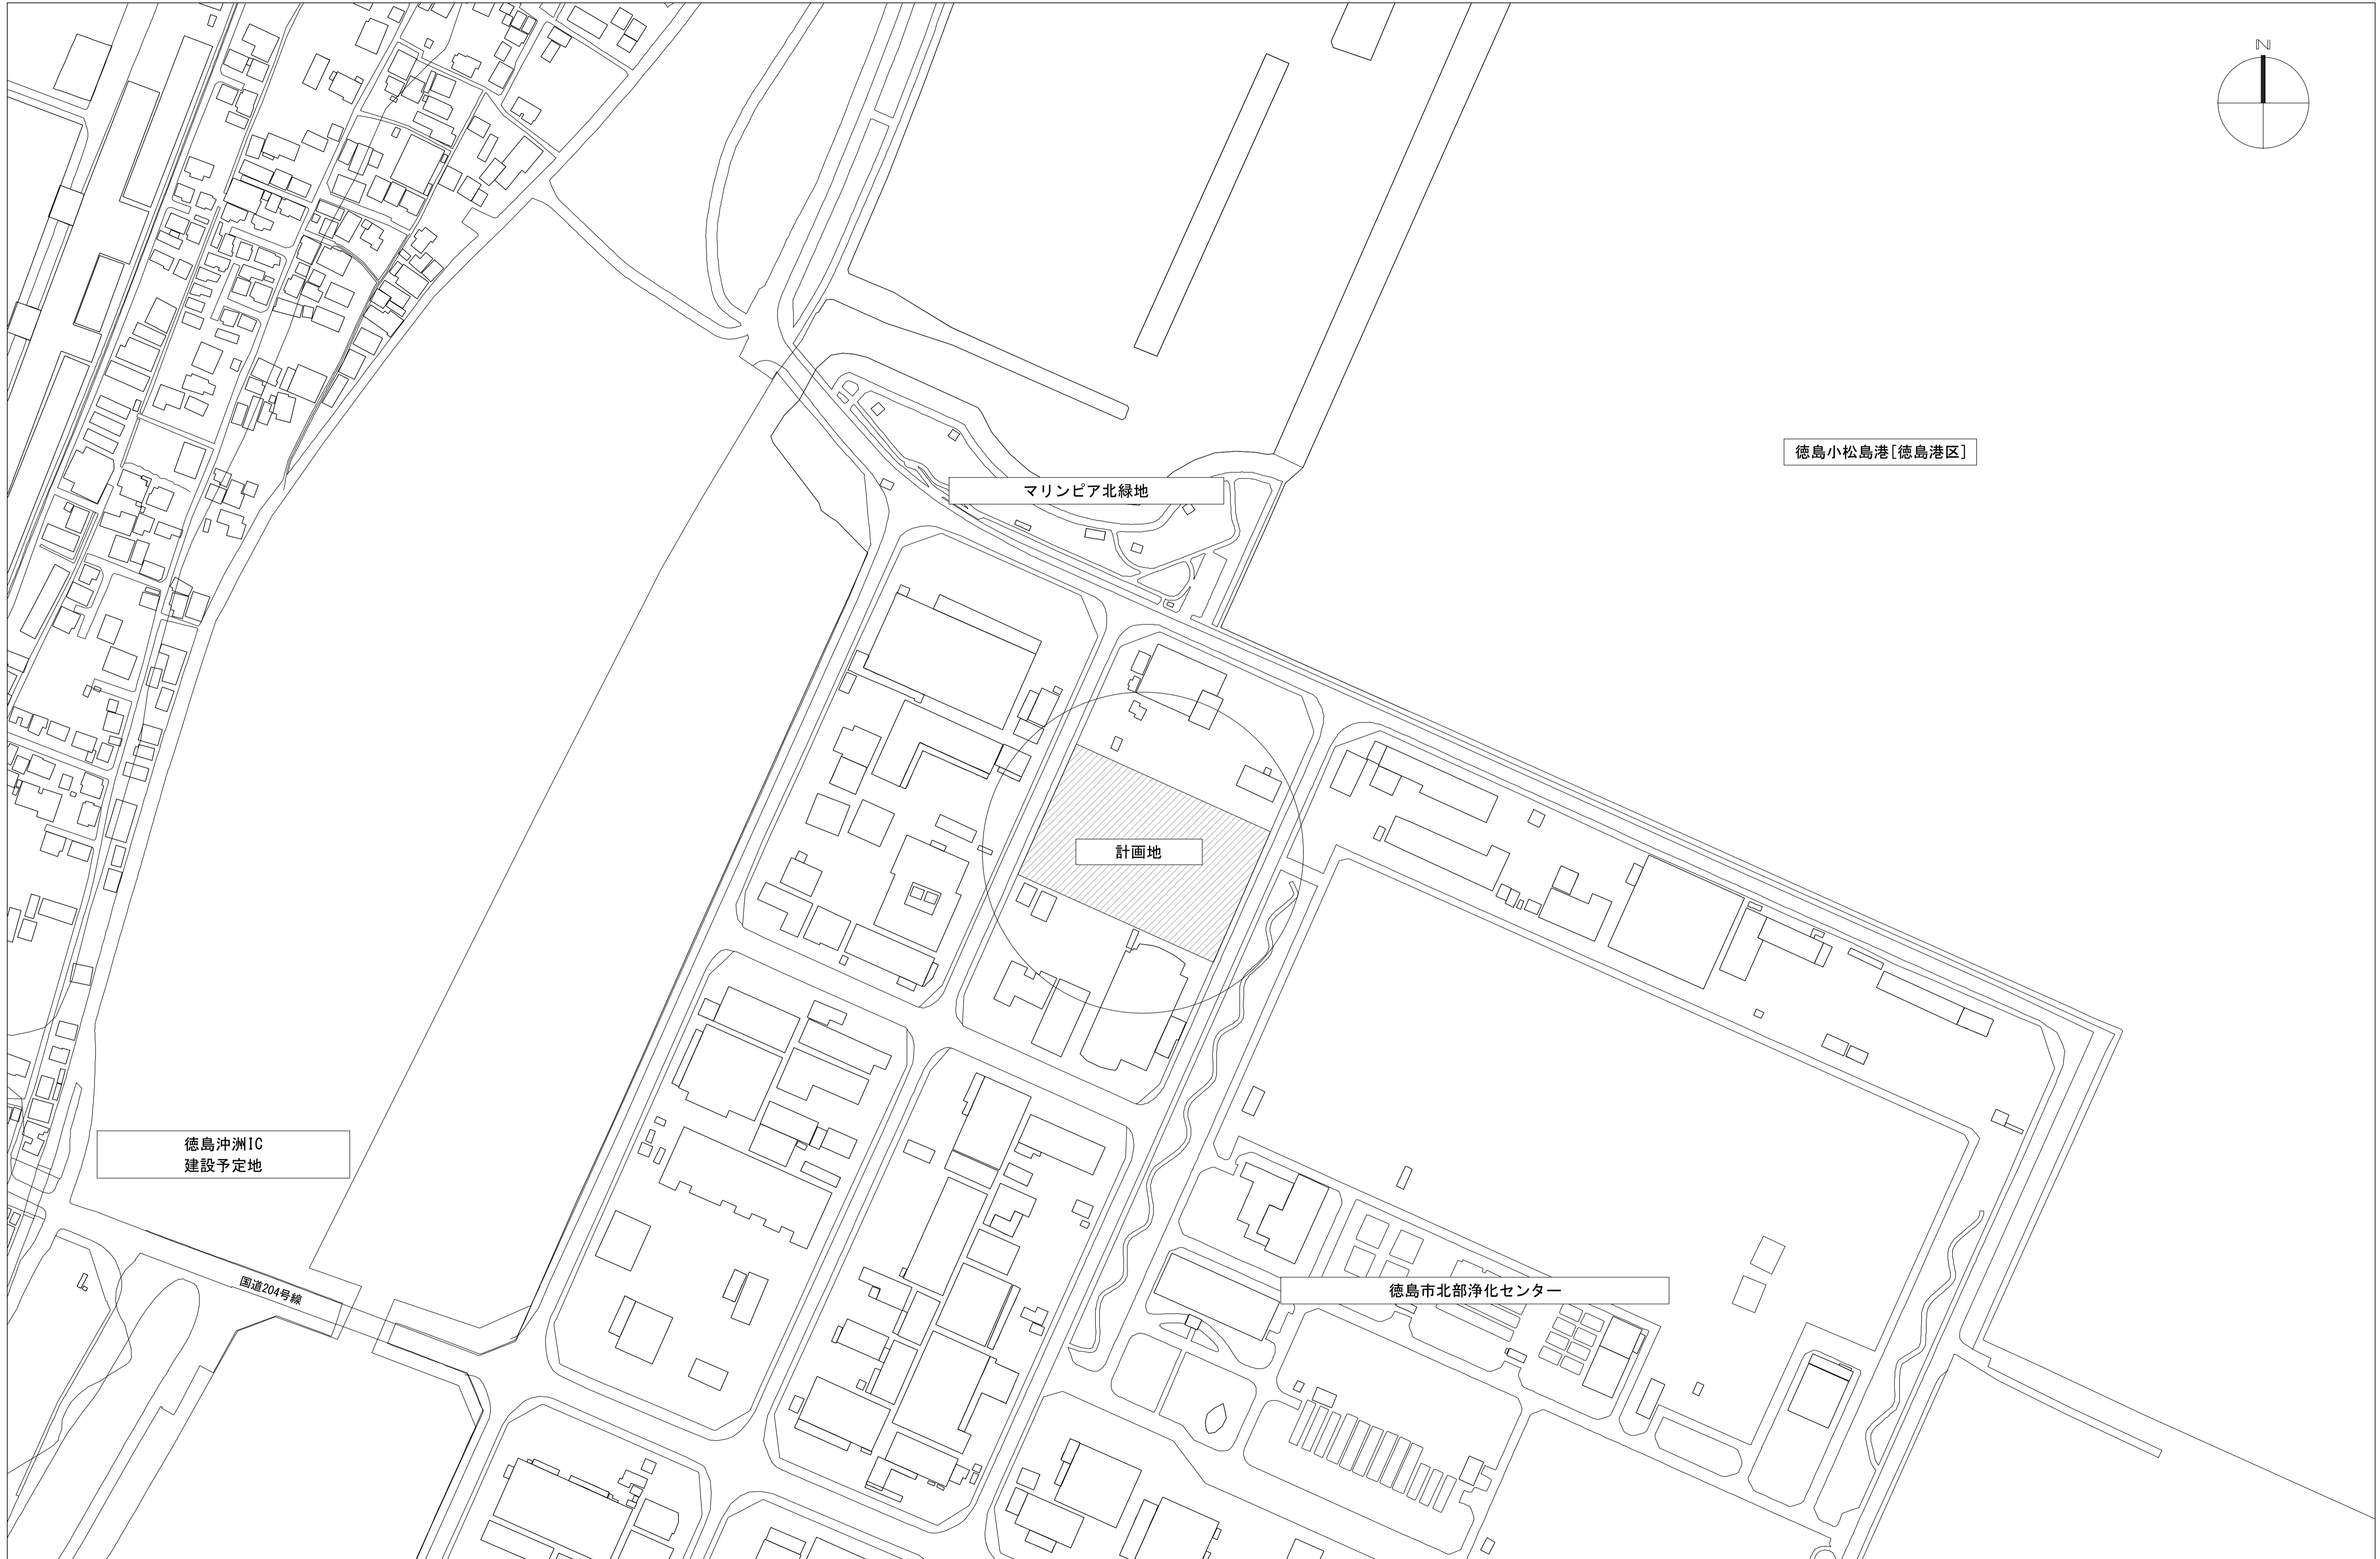 N
徳島小松島港[徳島港区]
マリンピア北緑地
計画地
徳島沖洲IC
建設予定地
国道204号線
徳島市北部浄化センター